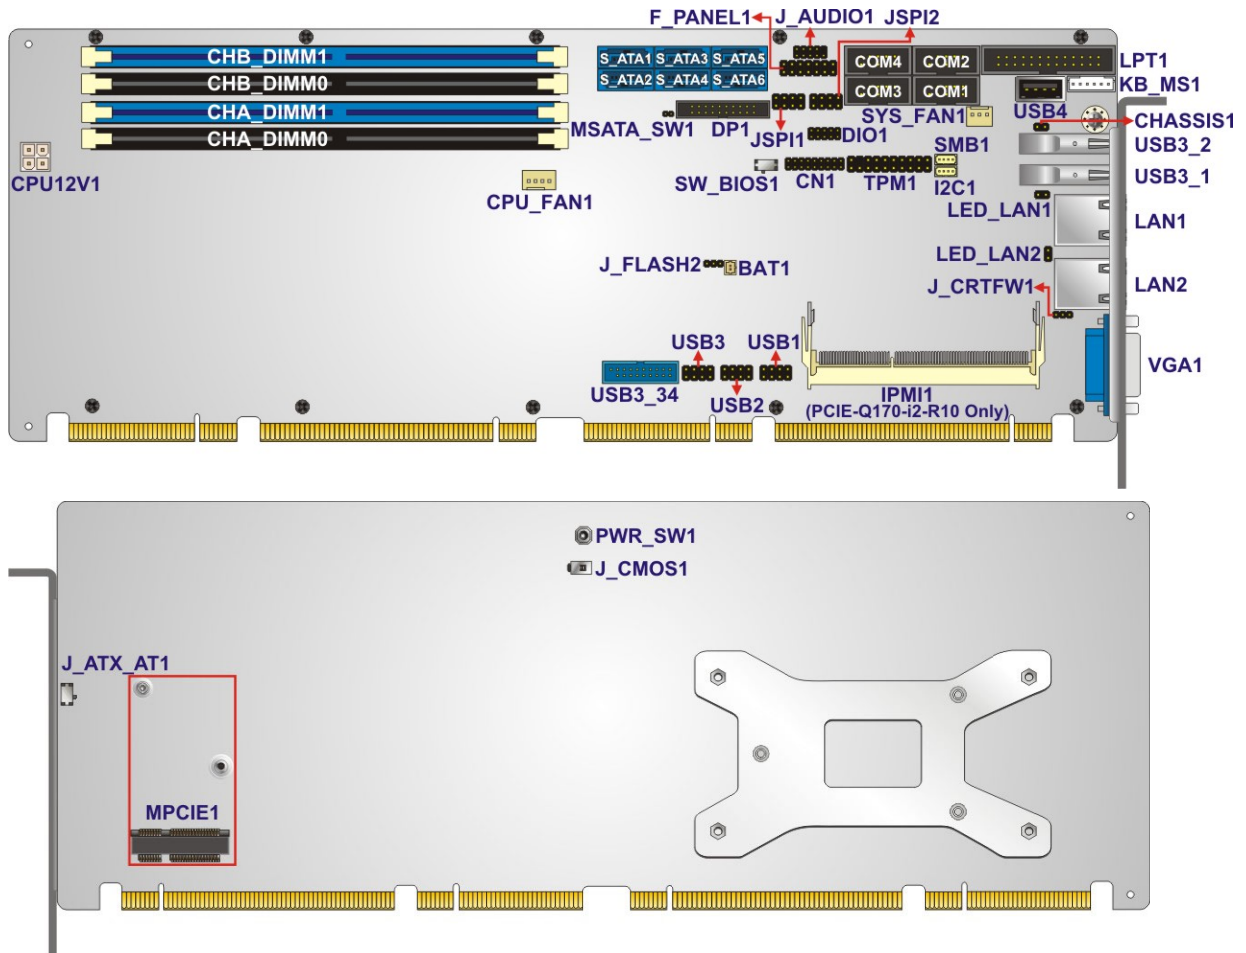 F_PANEL1
J_AUDIO1
JSPI2
CHB_DIMM1
CHB_DIMM0
CHA_DIMM1
CHA_DIMM0
S_ATA1
S_ATA3
S_ATA5
S_ATA2
S_ATA4
S_ATA6
COM4
COM2
COM3
COM1
LPT1
KB_MS1
USB4
SYS_FAN1
CHASSIS1
MSATA_SW1
DP1
JSPI1
DIO1
SMB1
USB3_2
CPU12V1
CPU_FAN1
SW_BIOS1
CN1
TPM1
I2C1
USB3_1
LED_LAN1
LAN1
LED_LAN2
J_FLASH2
BAT1
J_CRTFW1
LAN2
USB3
USB1
VGA1
USB3_34
USB2
IPMI1
(PCIE-Q170-i2-R10 Only)
PWR_SW1
J_CMOS1
J_ATX_AT1
MPCIE1